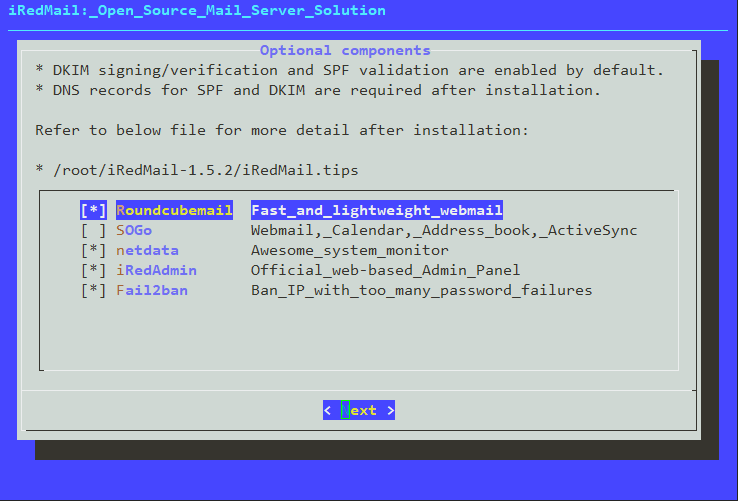 iRedMail:_Open_Source_Mail_Server_Solution
Optional components
* DKIM signing/verification and SPF validation are enabled by default.
* DNS records for SPF and DKIM are required after installation.
Refer to below file for more detail after installation:
* /root/iRedMail-1.5.2/iRedMail.tips
[*] Roundcubemail Fast_and_lightweight_webmail
[ ] SOGo Webmail,_Calendar,_Address_book,_ActiveSync
[*] netdata Awesome_system_monitor
[*] iRedAdmin Official_web-based_Admin_Panel
[*] Fail2ban Ban_IP_with_too_many_password_failures
< Next >